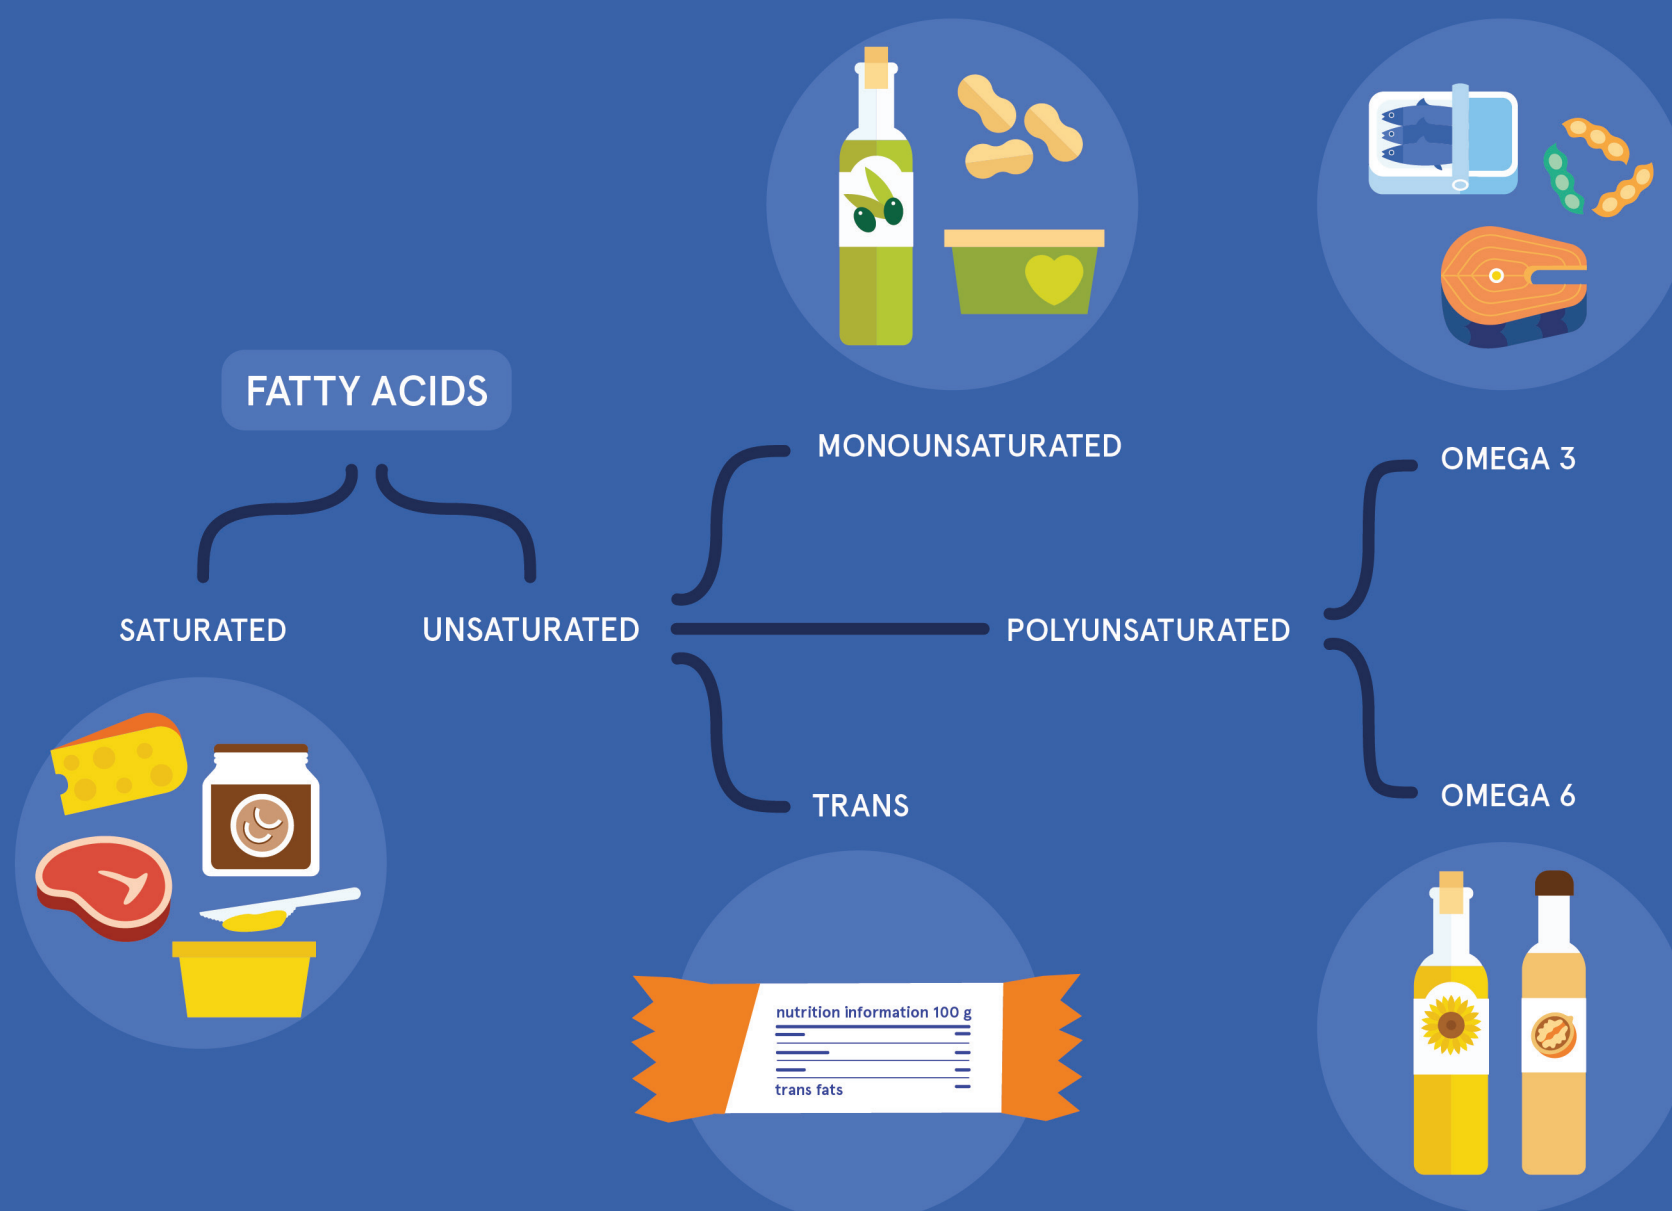 FATTY ACIDS
SATURATED
UNSATURATED
MONOUNSATURATED
POLYUNSATURATED
TRANS
OMEGA 3
OMEGA 6
nutrition information 100 g
trans fats